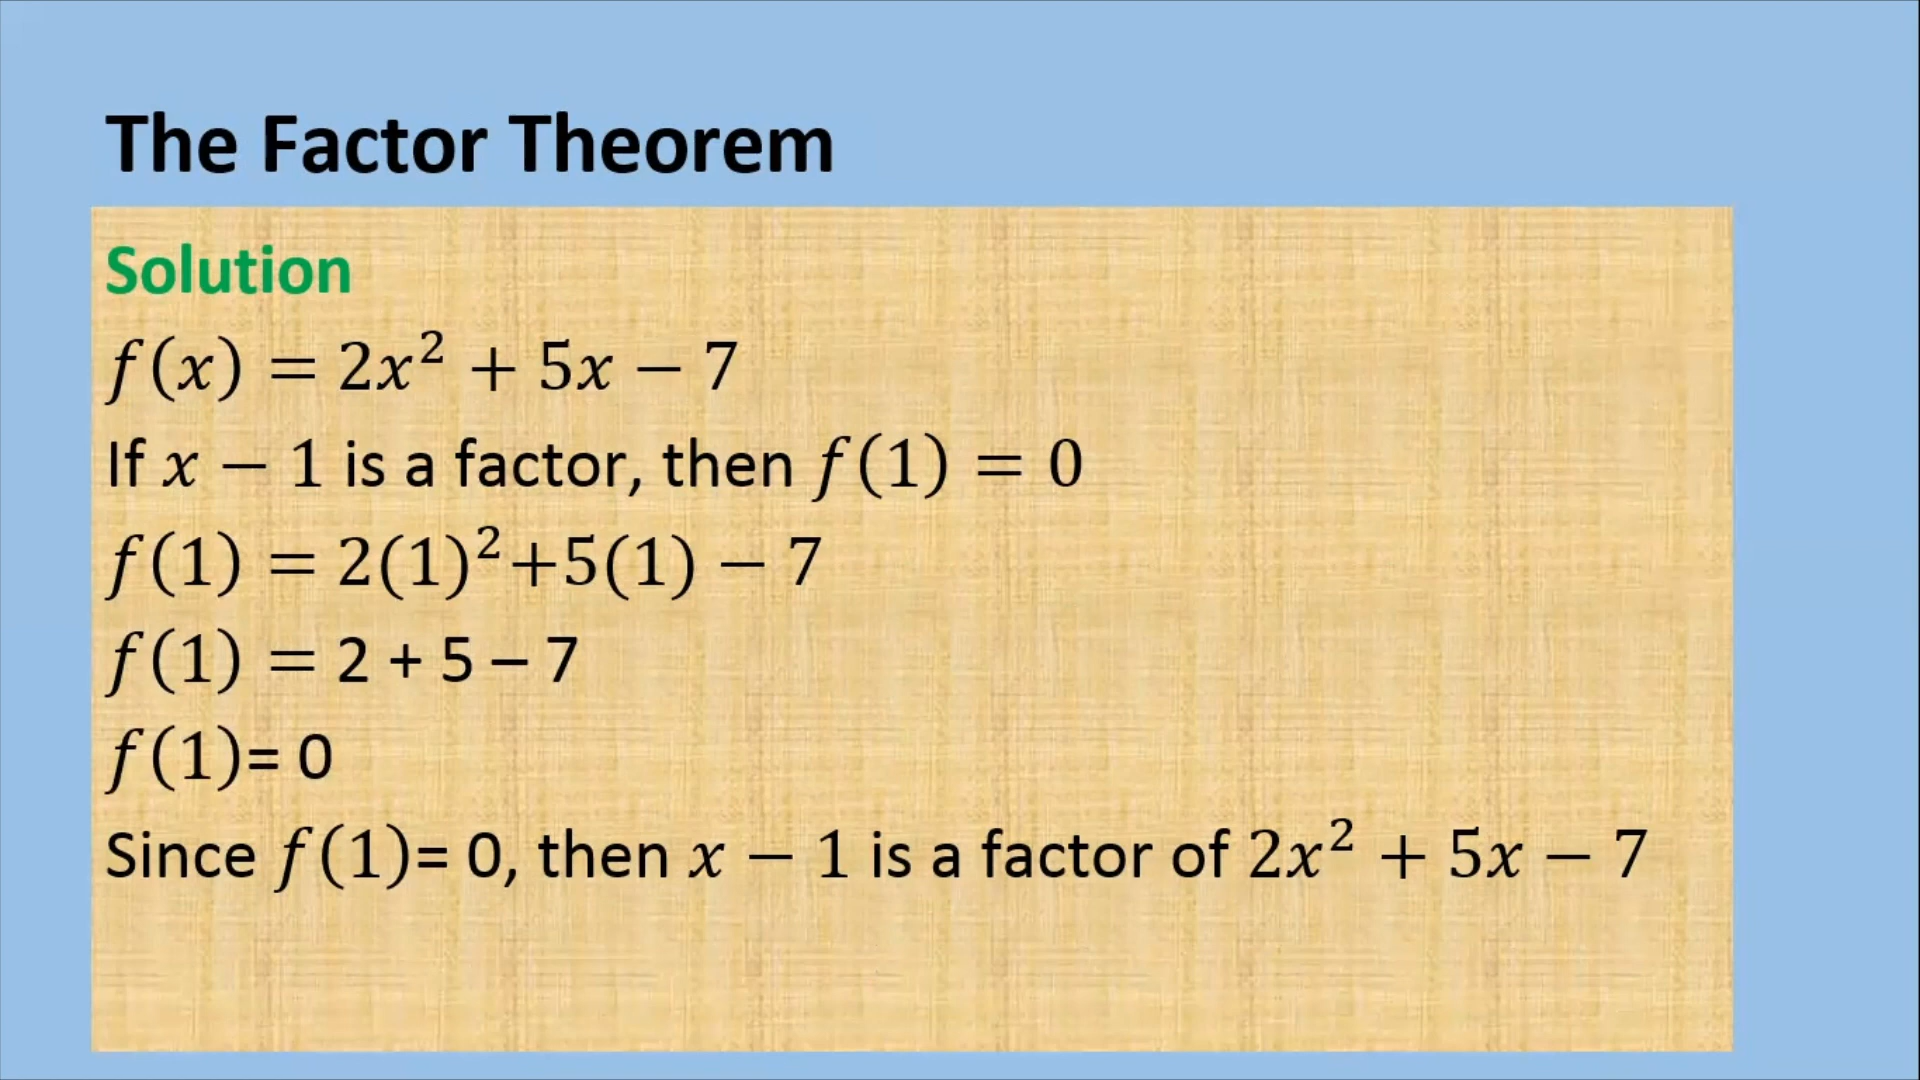 The Factor Theorem
Solution
f(x) = 2x² + 5x − 7
If x − 1 is a factor, then f(1) = 0
f(1) = 2(1)²+5(1) − 7
f(1) = 2 + 5 – 7
f(1)= 0
Since f(1)= 0, then x − 1 is a factor of 2x² + 5x − 7